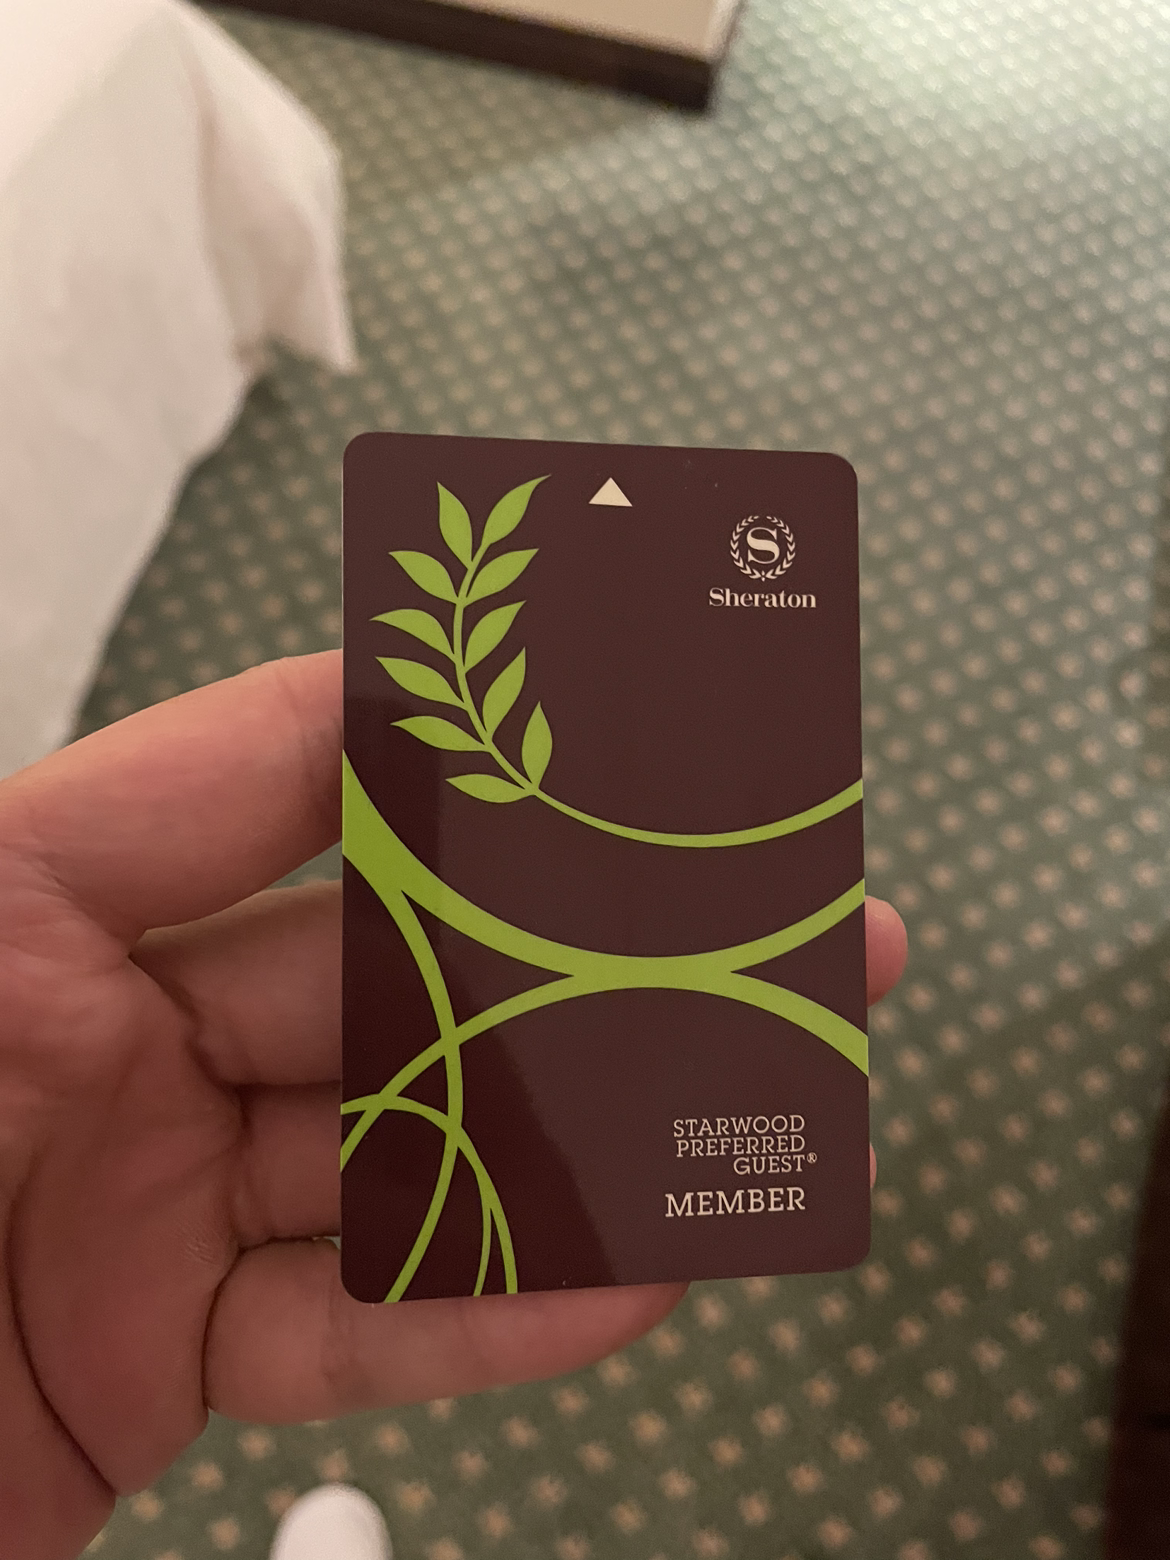 S
Sheraton
STARWOOD
PREFERRED
GUEST®
MEMBER